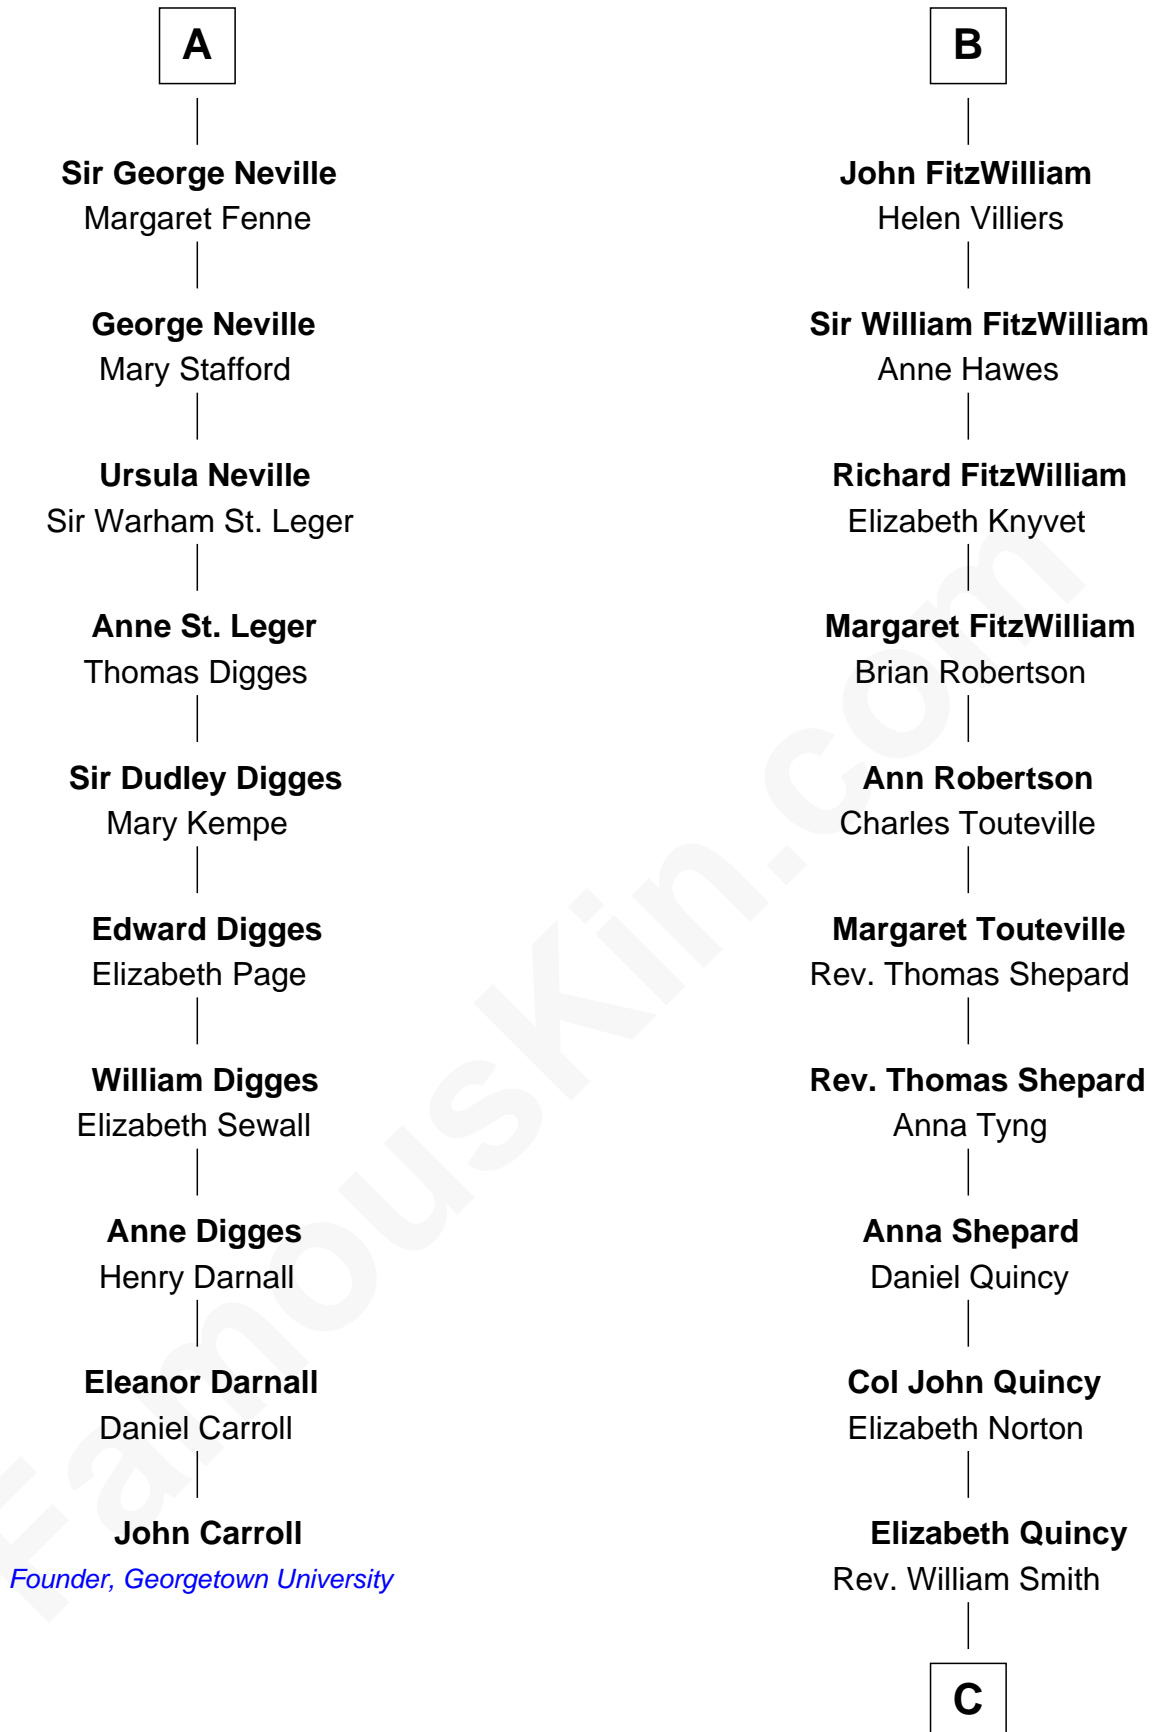 A
Sir George Neville
Margaret Fenne
George Neville
Mary Stafford
Ursula Neville
Sir Warham St. Leger
Anne St. Leger
Thomas Digges
Sir Dudley Digges
Mary Kempe
Edward Digges
Elizabeth Page
William Digges
Elizabeth Sewall
Anne Digges
Henry Darnall
Eleanor Darnall
Daniel Carroll
John Carroll
Founder, Georgetown University
B
John FitzWilliam
Helen Villiers
Sir William FitzWilliam
Anne Hawes
Richard FitzWilliam
Elizabeth Knyvet
Margaret FitzWilliam
Brian Robertson
Ann Robertson
Charles Touteville
Margaret Touteville
Rev. Thomas Shepard
Rev. Thomas Shepard
Anna Tyng
Anna Shepard
Daniel Quincy
Col John Quincy
Elizabeth Norton
Elizabeth Quincy
Rev. William Smith
C
FamousKin.com